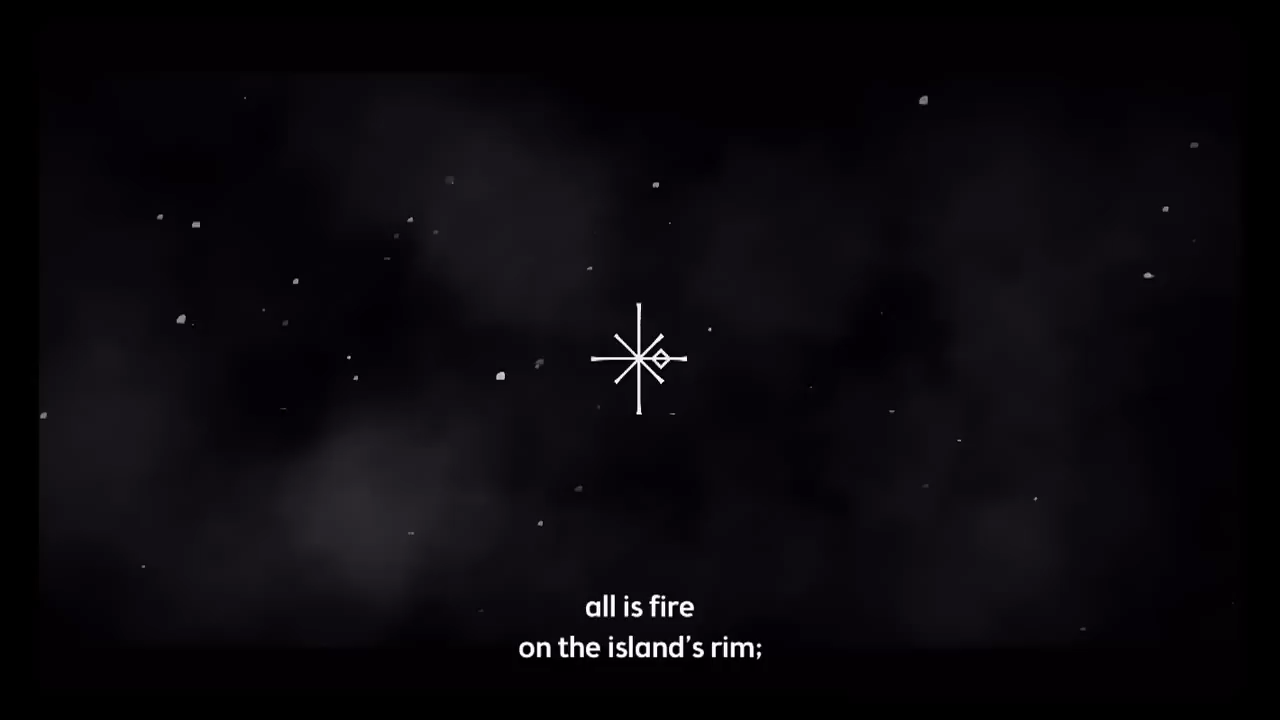 all is fire
on the island’s rim;